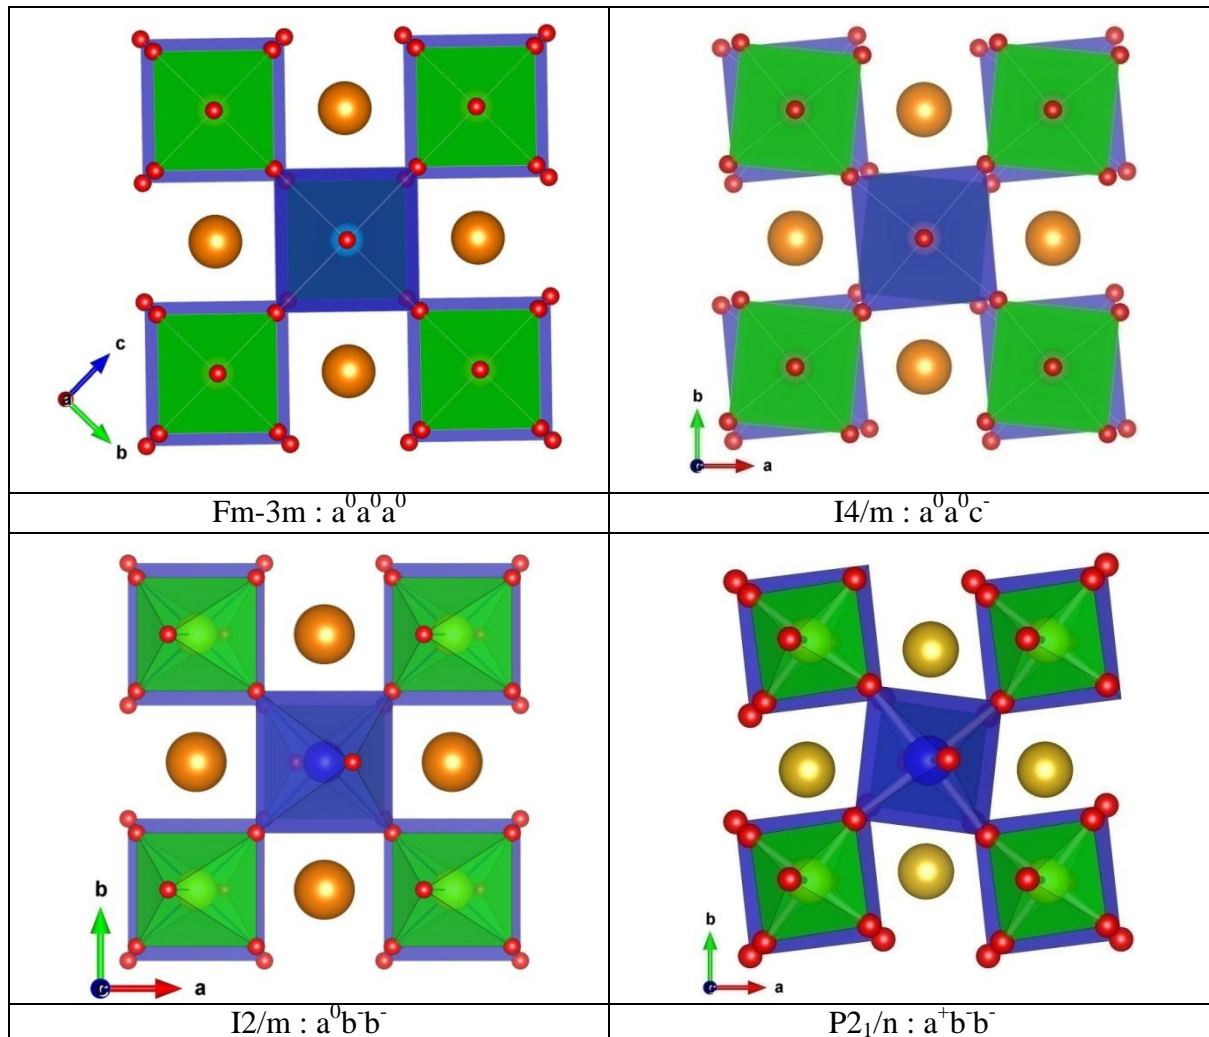 c
a
b
b
c
a
Fm-3m : a⁰a⁰a⁰
I4/m : a⁰a⁰c⁻
b
c
a
b
c
a
I2/m : a⁰b⁻b⁻
P2₁/n : a⁺b⁻b⁻